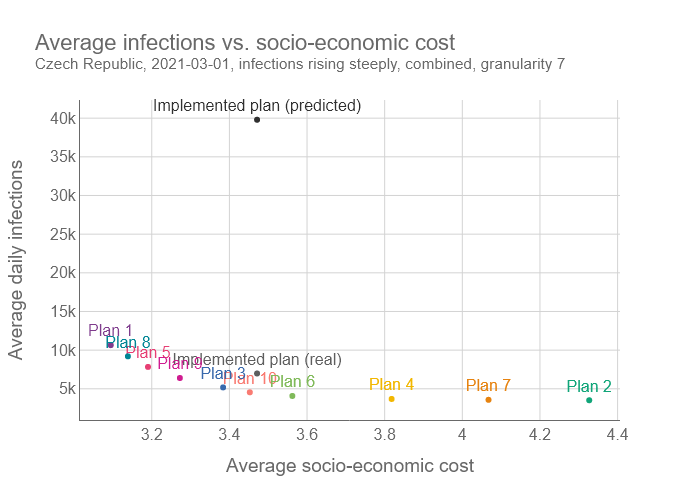 Average infections vs. socio-economic cost
Czech Republic, 2021-03-01, infections rising steeply, combined, granularity 7
Implemented plan (predicted)
40k
35k
30k
25k
20k
15k
10k
5k
Average daily infections
Plan 1
Plan 8
Plan 5
Plan 9
Implemented plan (real)
Plan 3
Plan 10
Plan 6
Plan 4
Plan 7
Plan 2
3.2
3.4
3.6
3.8
4
4.2
4.4
Average socio-economic cost